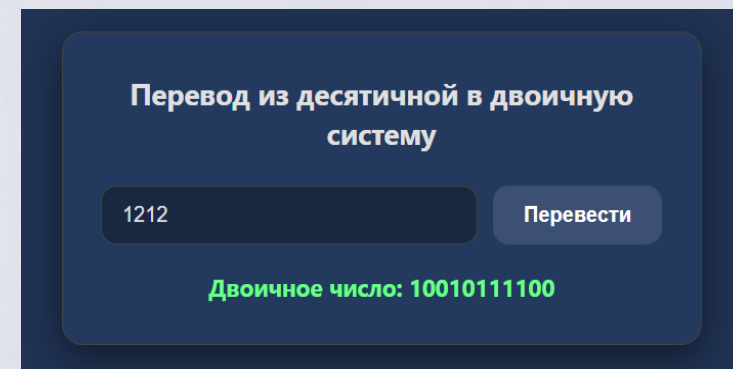 Перевод из десятичной в двоичную
систему
1212
Перевести
Двоичное число: 10010111100